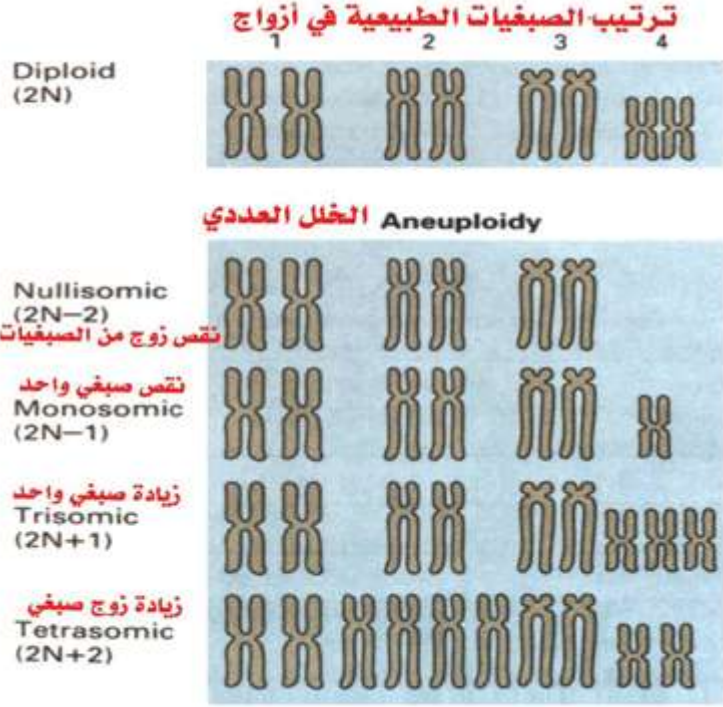 ترتيب الصبغيات الطبيعية في أزواج
1 2 3 4
Diploid
(2N)
الخلل العددي Aneuploidy
Nullisomic
(2N−2)
نقص زوج من الصبغيات
نقص صبغي واحد
Monosomic
(2N−1)
زيادة صبغي واحد
Trisomic
(2N+1)
زيادة زوج صبغي
Tetrasomic
(2N+2)